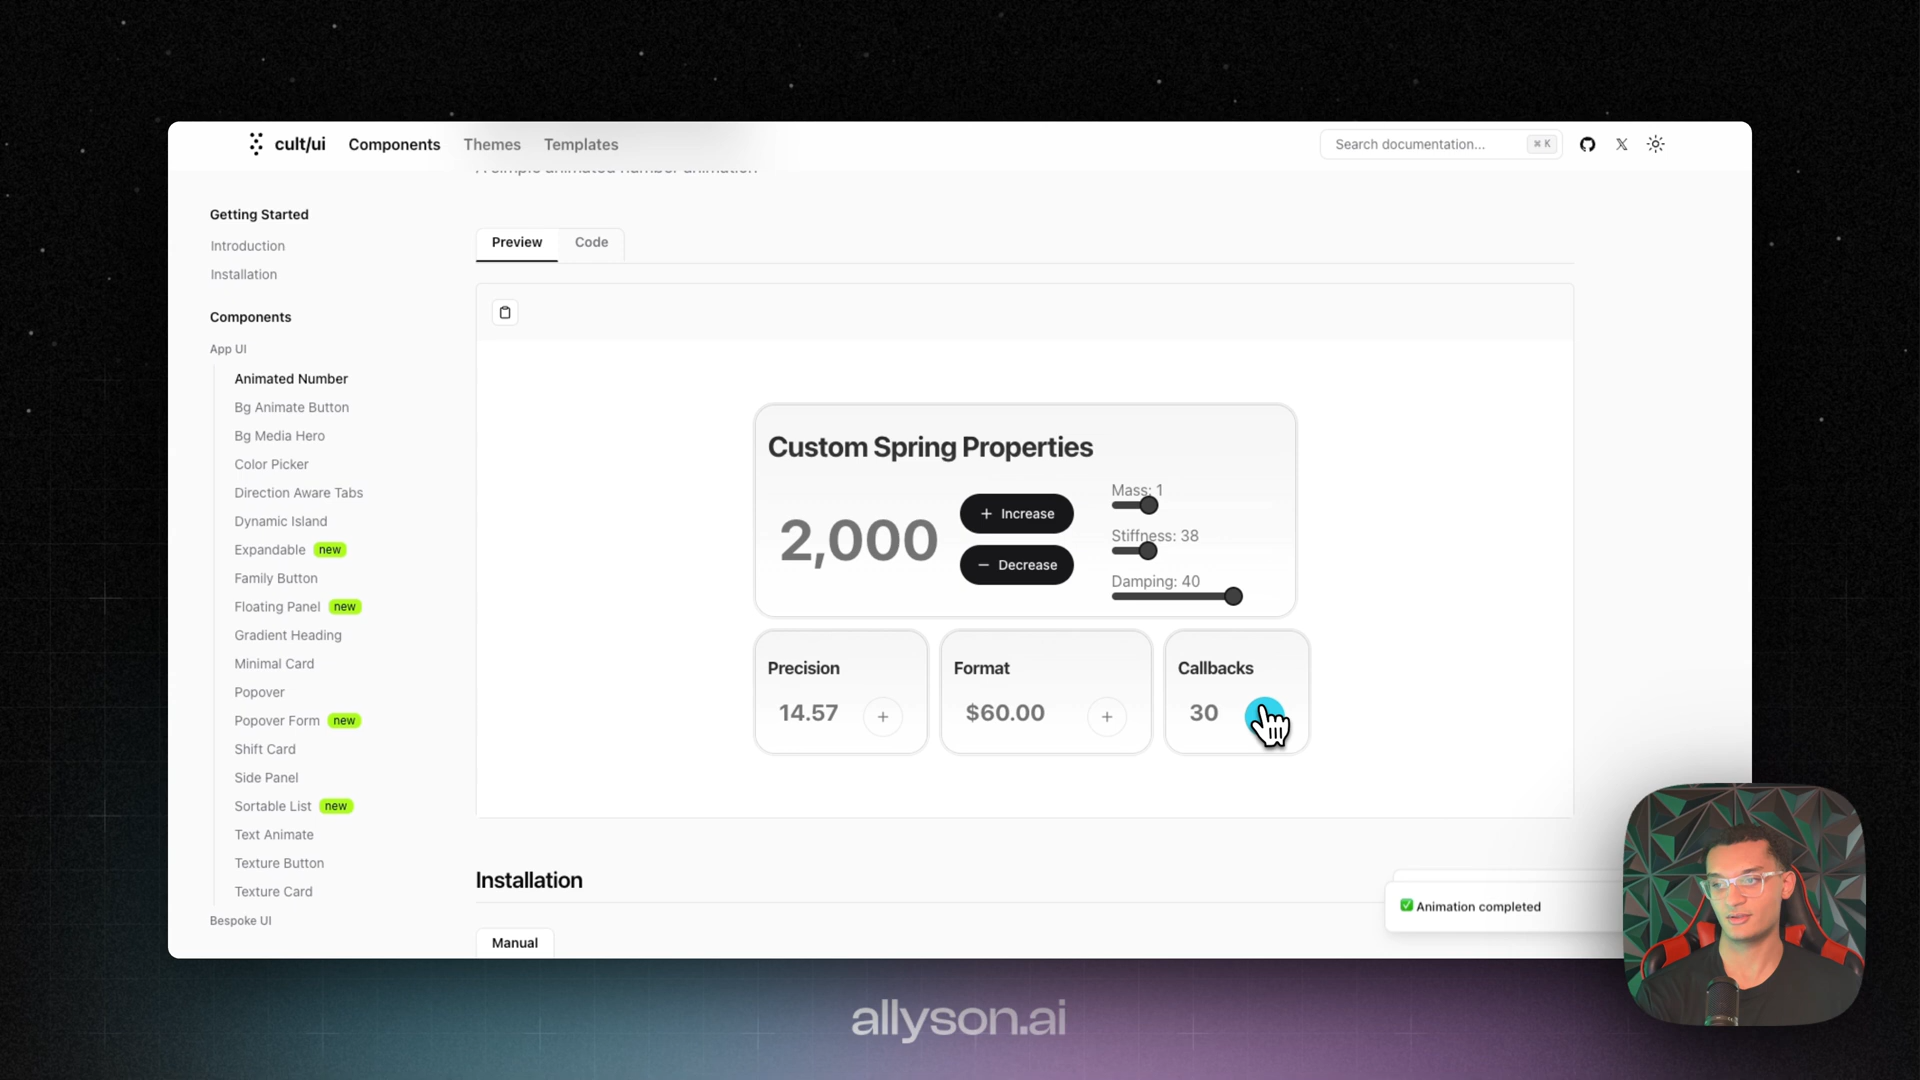 cult/ui
Components
Themes
Templates
Search documentation...
⌘ K
A simple animated number animation
Getting Started
Introduction
Installation
Components
App UI
Animated Number
Bg Animate Button
Bg Media Hero
Color Picker
Direction Aware Tabs
Dynamic Island
Expandable new
Family Button
Floating Panel new
Gradient Heading
Minimal Card
Popover
Popover Form new
Shift Card
Side Panel
Sortable List new
Text Animate
Texture Button
Texture Card
Bespoke UI
Preview
Code
Custom Spring Properties
2,000
+ Increase
− Decrease
Mass: 1
Stiffness: 38
Damping: 40
Precision
14.57
+
Format
$60.00
+
Callbacks
30
Installation
Manual
✅ Animation completed
allyson.ai